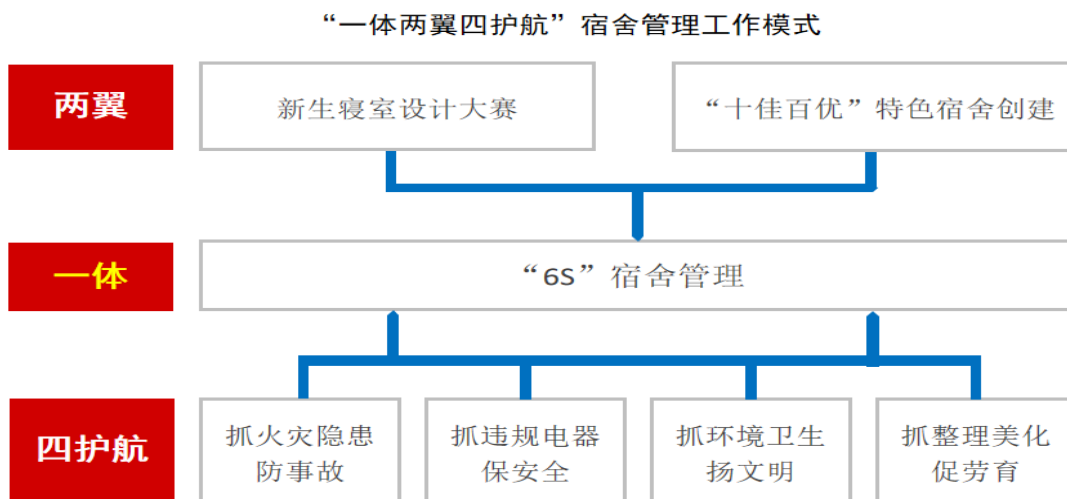 “一体两翼四护航”宿舍管理工作模式
两翼
新生寝室设计大赛
“十佳百优”特色宿舍创建
一体
“6S”宿舍管理
四护航
抓火灾隐患
防事故
抓违规电器
保安全
抓环境卫生
扬文明
抓整理美化
促劳育